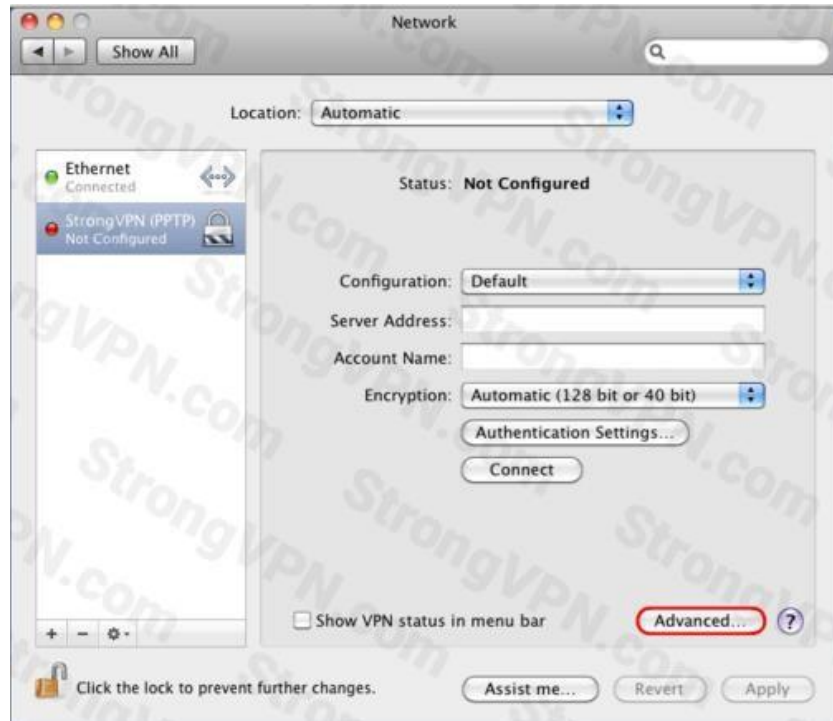 Network
Show All
Location: Automatic
Ethernet
Connected
StrongVPN (PPTP)
Not Configured
Status: Not Configured
Configuration: Default
Server Address:
Account Name:
Encryption: Automatic (128 bit or 40 bit)
Authentication Settings...
Connect
Show VPN status in menu bar
Advanced... ?
+ -
Click the lock to prevent further changes.
Assist me... Revert Apply
StrongVPN.com